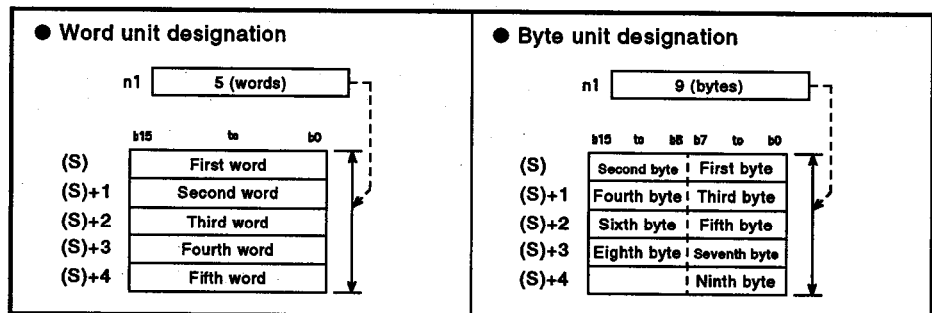 ● Word unit designation
n1 5 (words)
b15 to b0
(S) First word
(S)+1 Second word
(S)+2 Third word
(S)+3 Fourth word
(S)+4 Fifth word
● Byte unit designation
n1 9 (bytes)
b15 to b8 b7 to b0
(S) Second byte First byte
(S)+1 Fourth byte Third byte
(S)+2 Sixth byte Fifth byte
(S)+3 Eighth byte Seventh byte
(S)+4 Ninth byte